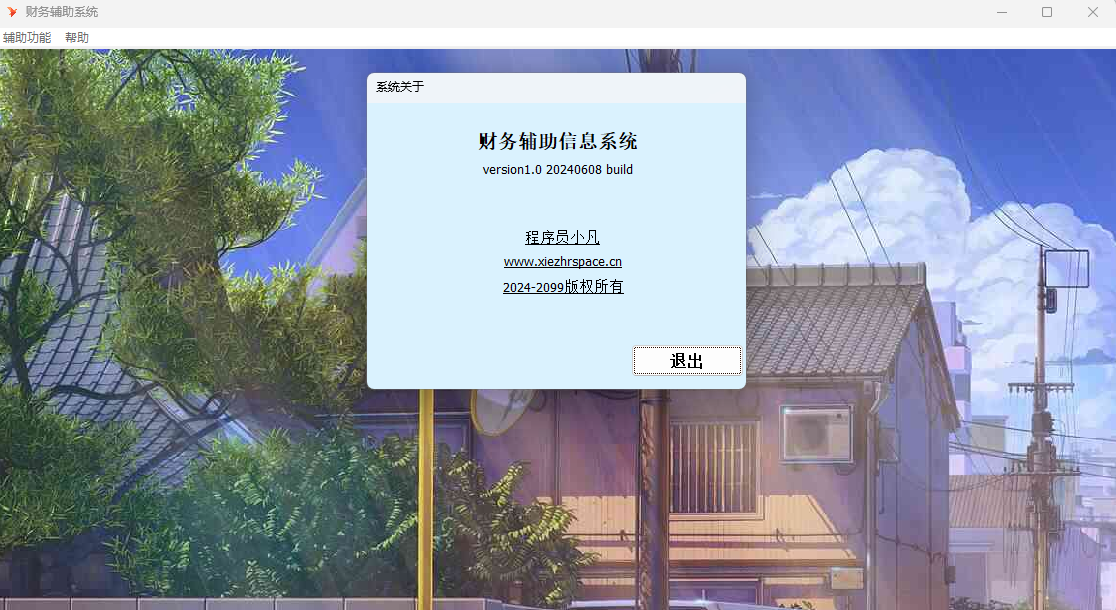 财务辅助系统
辅助功能 帮助
系统关于
财务辅助信息系统
version1.0 20240608 build
程序员小凡
www.xiezhrspace.cn
2024-2099版权所有
退出